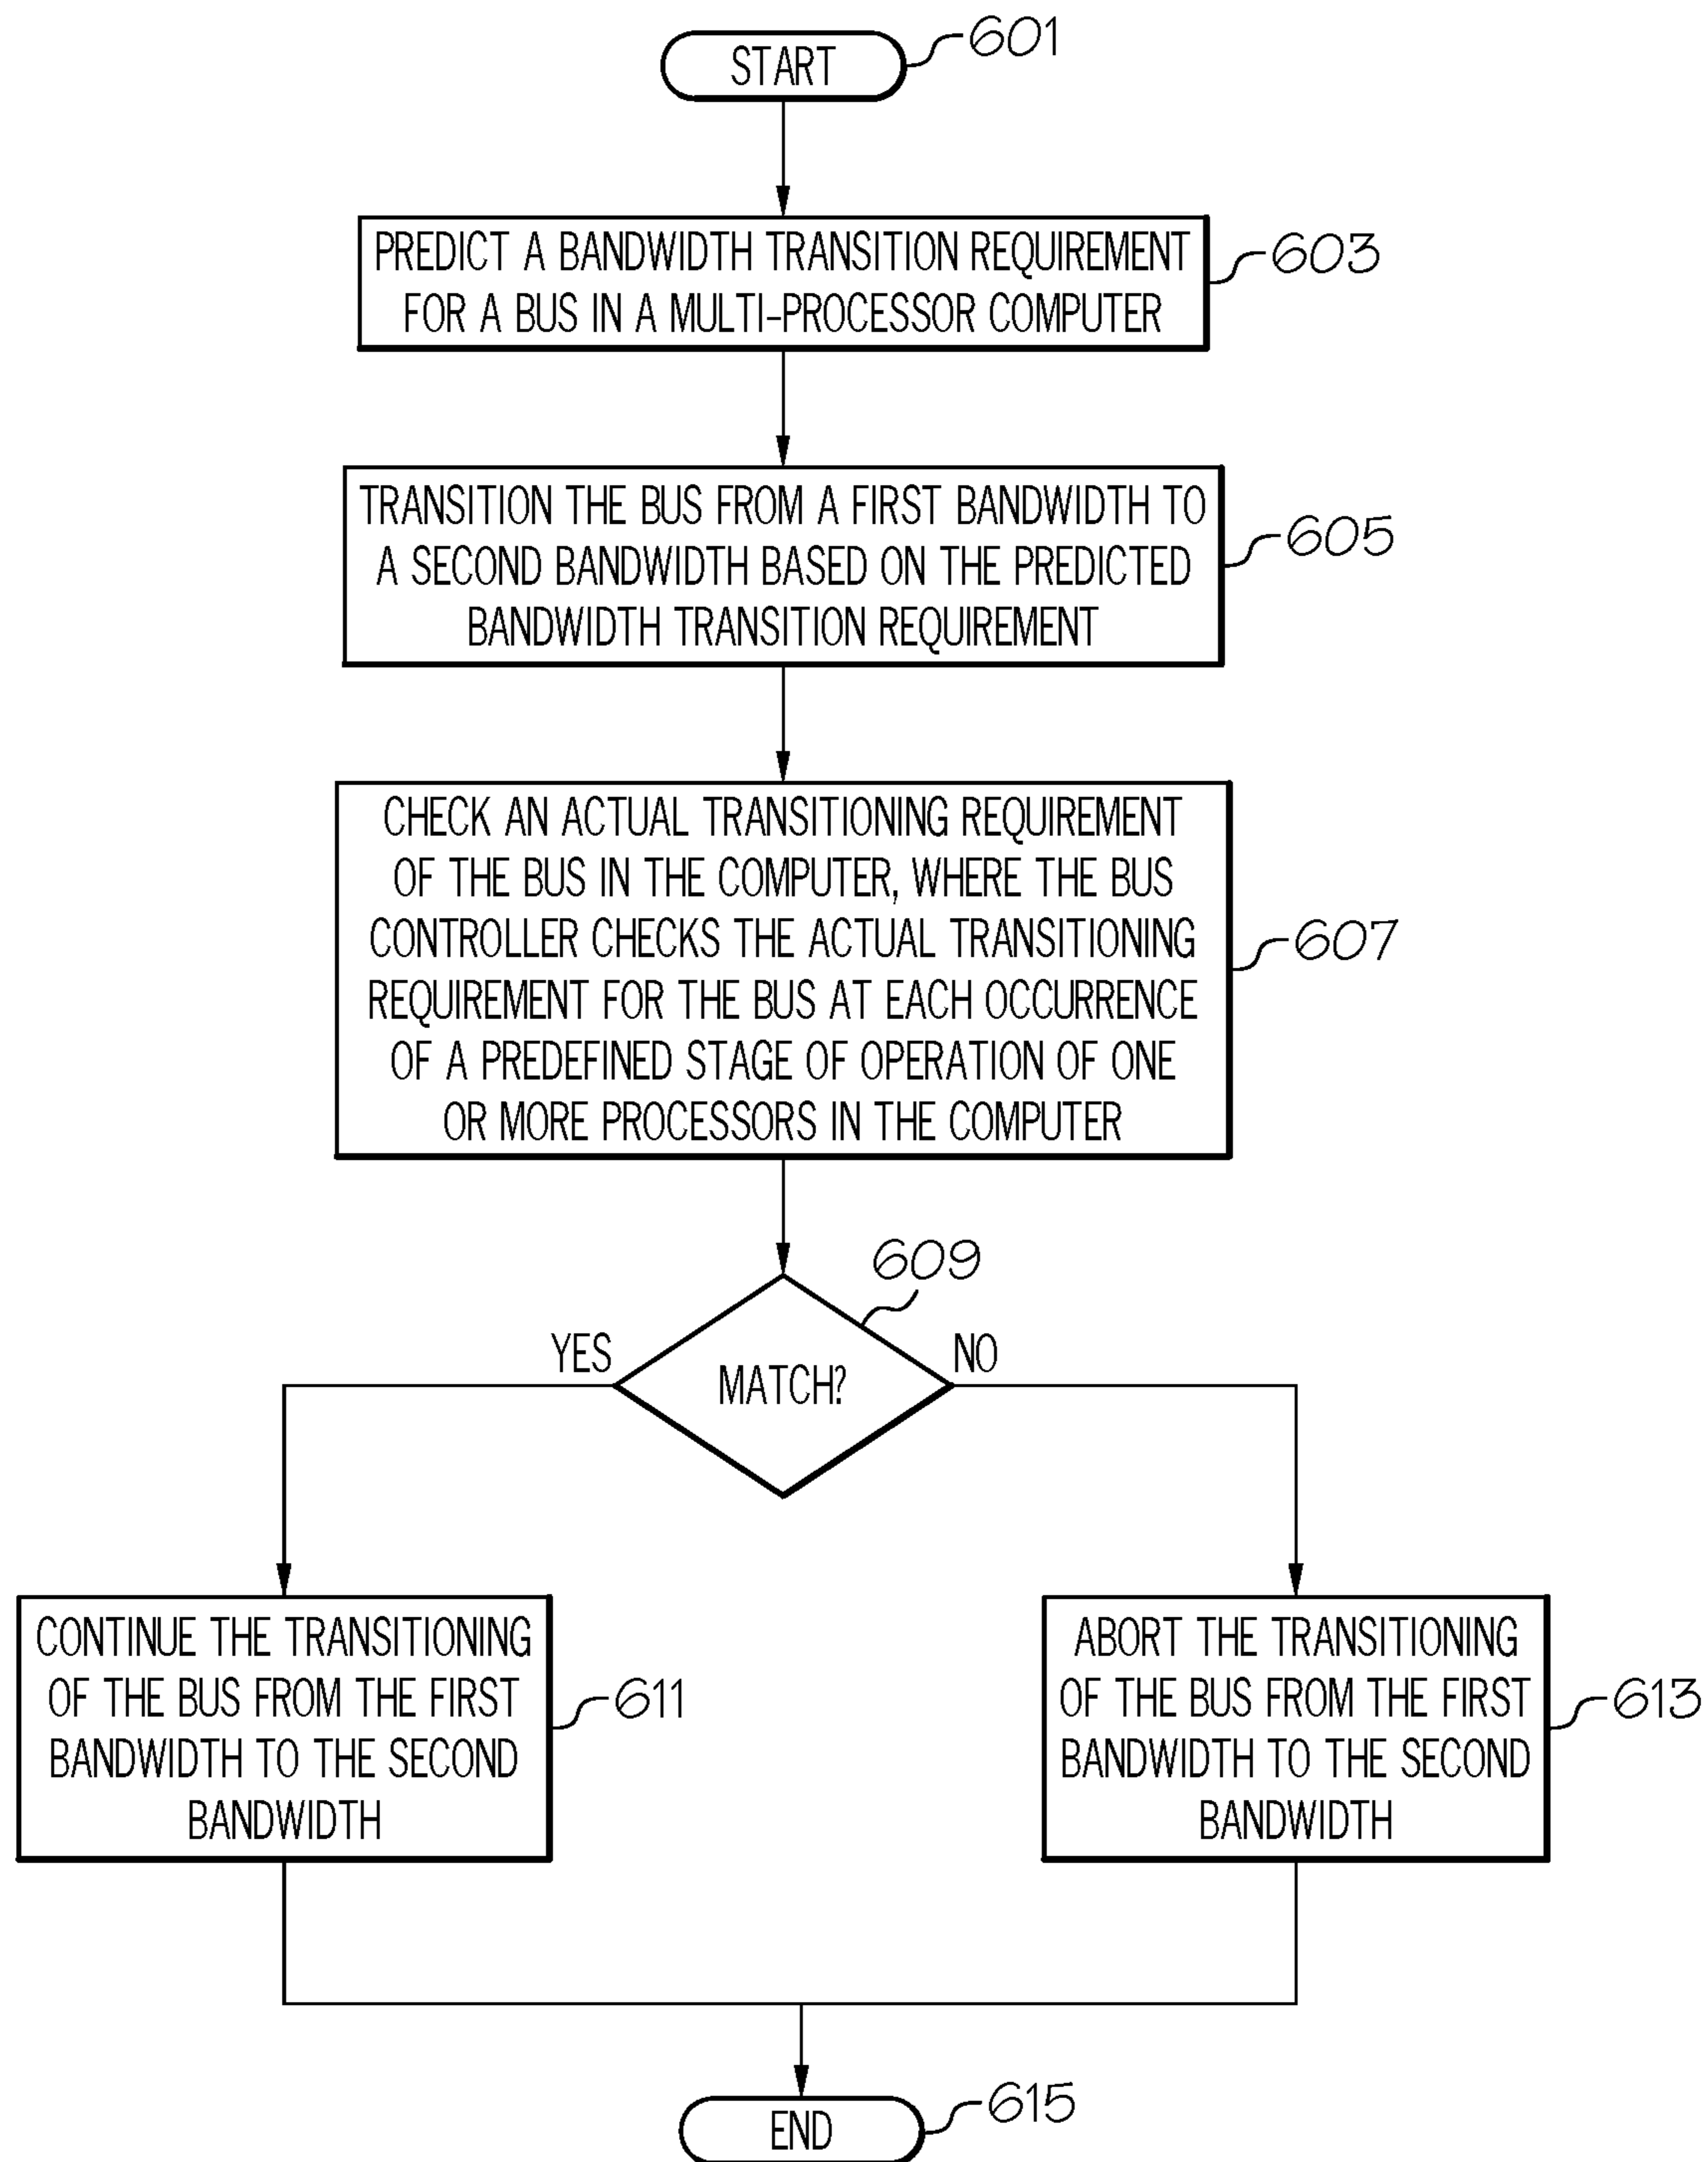 START
601
PREDICT A BANDWIDTH TRANSITION REQUIREMENT
FOR A BUS IN A MULTI-PROCESSOR COMPUTER
603
TRANSITION THE BUS FROM A FIRST BANDWIDTH TO
A SECOND BANDWIDTH BASED ON THE PREDICTED
BANDWIDTH TRANSITION REQUIREMENT
605
CHECK AN ACTUAL TRANSITIONING REQUIREMENT
OF THE BUS IN THE COMPUTER, WHERE THE BUS
CONTROLLER CHECKS THE ACTUAL TRANSITIONING
REQUIREMENT FOR THE BUS AT EACH OCCURRENCE
OF A PREDEFINED STAGE OF OPERATION OF ONE
OR MORE PROCESSORS IN THE COMPUTER
607
609
YES
NO
MATCH?
CONTINUE THE TRANSITIONING
OF THE BUS FROM THE FIRST
BANDWIDTH TO THE SECOND
BANDWIDTH
611
ABORT THE TRANSITIONING
OF THE BUS FROM THE FIRST
BANDWIDTH TO THE SECOND
BANDWIDTH
613
END
615